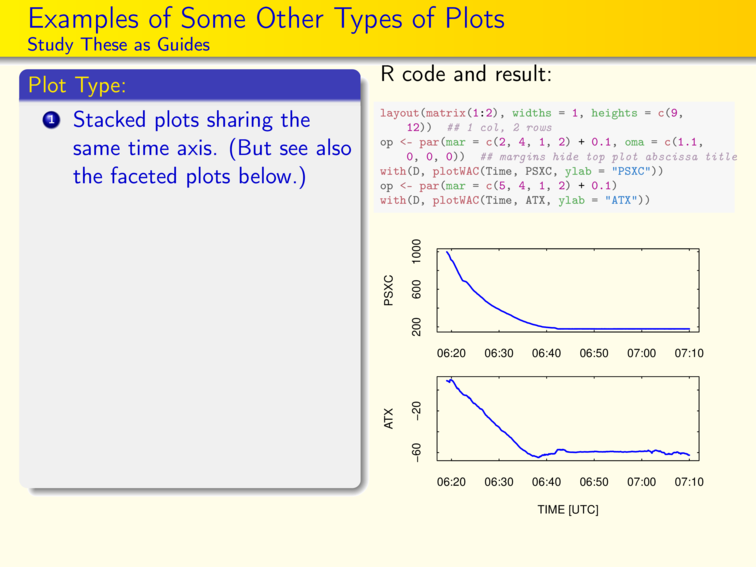 Examples of Some Other Types of Plots
Study These as Guides
Plot Type:
1 Stacked plots sharing the
same time axis. (But see also
the faceted plots below.)
R code and result:
layout(matrix(1:2), widths = 1, heights = c(9,
12)) ## 1 col, 2 rows
op <- par(mar = c(2, 4, 1, 2) + 0.1, oma = c(1.1,
0, 0, 0)) ## margins hide top plot abscissa title
with(D, plotWAC(Time, PSXC, ylab = "PSXC"))
op <- par(mar = c(5, 4, 1, 2) + 0.1)
with(D, plotWAC(Time, ATX, ylab = "ATX"))
PSXC
1000
600
200
06:20 06:30 06:40 06:50 07:00 07:10
ATX
−20
−60
06:20 06:30 06:40 06:50 07:00 07:10
TIME [UTC]